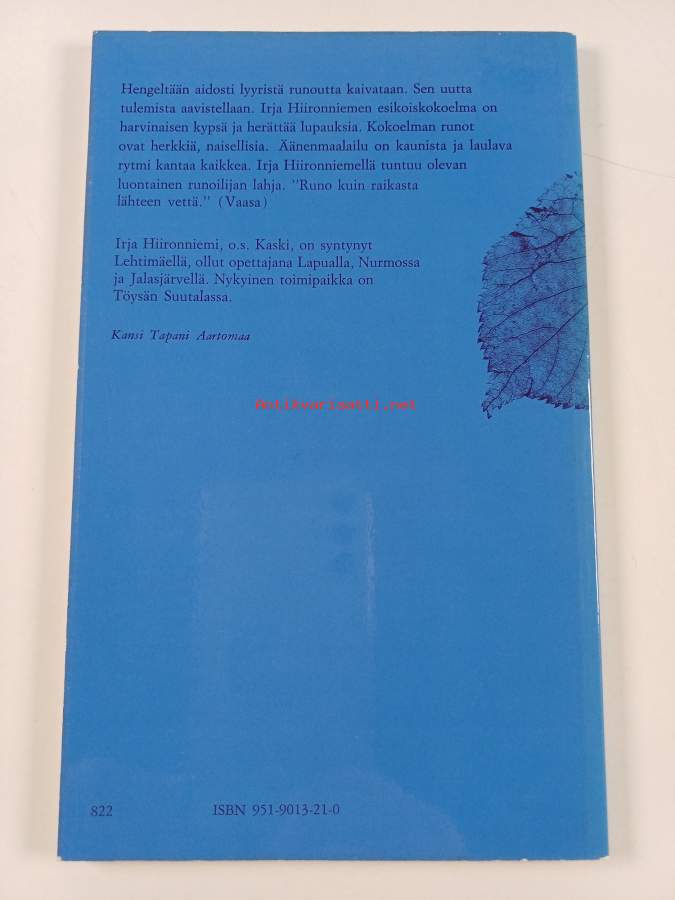 Hengeltään aidosti lyyristä runoutta kaivataan. Sen uutta
tulemista aavistellaan. Irja Hiironniemen esikoiskokoelma on
harvinaisen kypsä ja herättää lupauksia. Kokoelman runot
ovat herkkiä, naisellisia. Äänenmaalailu on kaunista ja laulava
rytmi kantaa kaikkea. Irja Hiironniemellä tuntuu olevan
luontainen runoilijan lahja. "Runo kuin raikasta
lähteen vettä." (Vaasa)
Irja Hiironniemi, o.s. Kaski, on syntynyt
Lehtimäellä, ollut opettajana Lapualla, Nurmossa
ja Jalasjärvellä. Nykyinen toimipaikka on
Töysän Suutalassa.
Kansi Tapani Aartomaa
Antikvariaatti.net
822 ISBN 951-9013-21-0